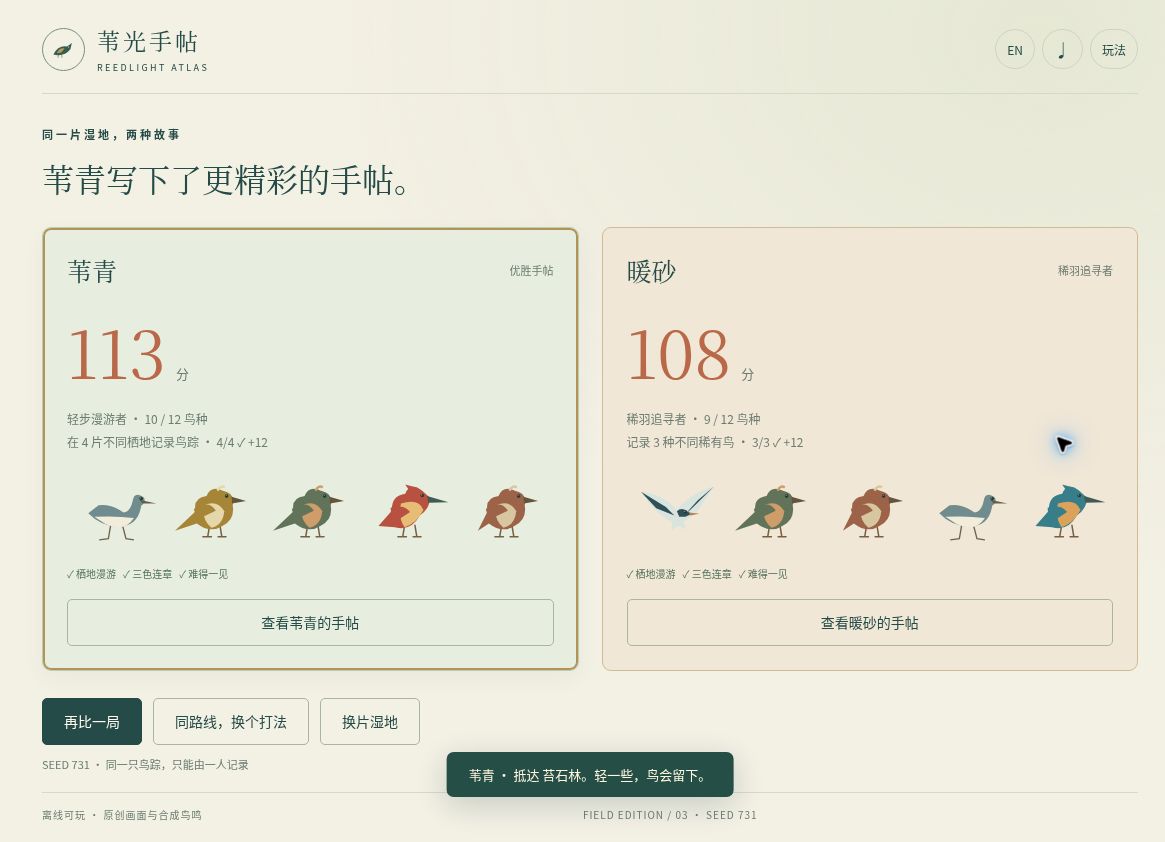 苇光手帖
REEDLIGHT ATLAS
EN
玩法
同一片湿地，两种故事
苇青写下了更精彩的手帖。
苇青
优胜手帖
113 分
轻步漫游者 · 10 / 12 鸟种
在 4 片不同栖地记录鸟踪 · 4/4 ✓+12
✓栖地漫游 ✓三色连章 ✓难得一见
查看苇青的手帖
暖砂
稀羽追寻者
108 分
稀羽追寻者 · 9 / 12 鸟种
记录 3 种不同稀有鸟 · 3/3 ✓+12
✓栖地漫游 ✓三色连章 ✓难得一见
查看暖砂的手帖
再比一局
同路线，换个打法
换片湿地
SEED 731 · 同一只鸟踪，只能由一人记录
苇青 · 抵达 苔石林。轻一些，鸟会留下。
离线可玩 · 原创画面与合成鸟鸣
FIELD EDITION / 03 · SEED 731